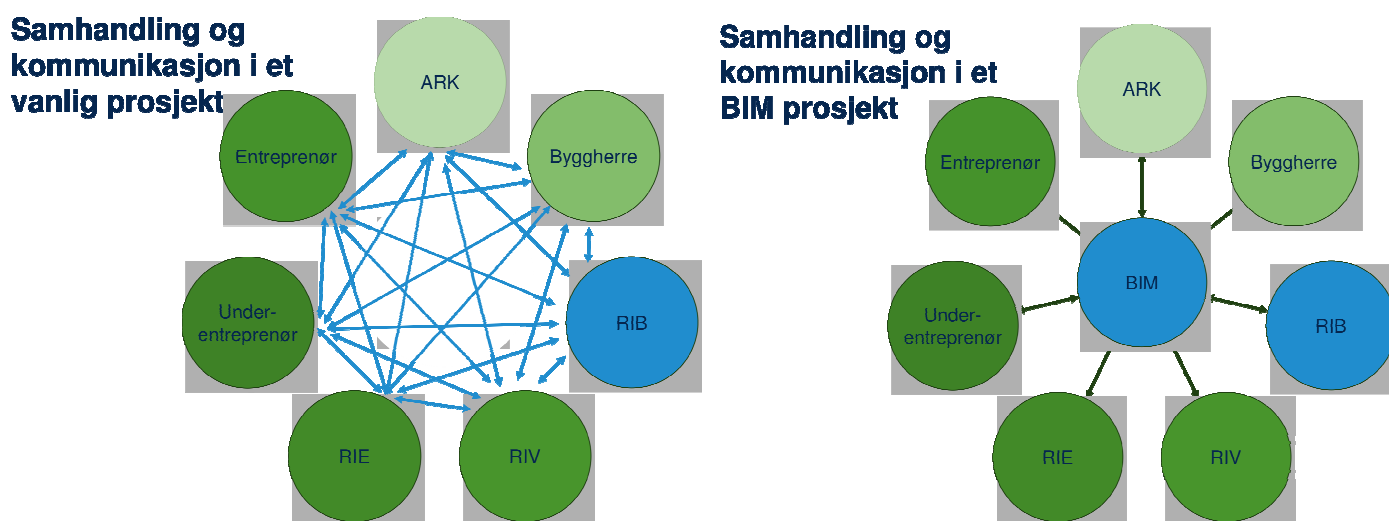 Samhandling og
kommunikasjon i et
vanlig prosjekt
ARK
Entreprenør
Byggherre
Under-
entreprenør
RIB
RIE
RIV
Samhandling og
kommunikasjon i et
BIM prosjekt
ARK
Entreprenør
Byggherre
BIM
Under-
entreprenør
RIB
RIE
RIV